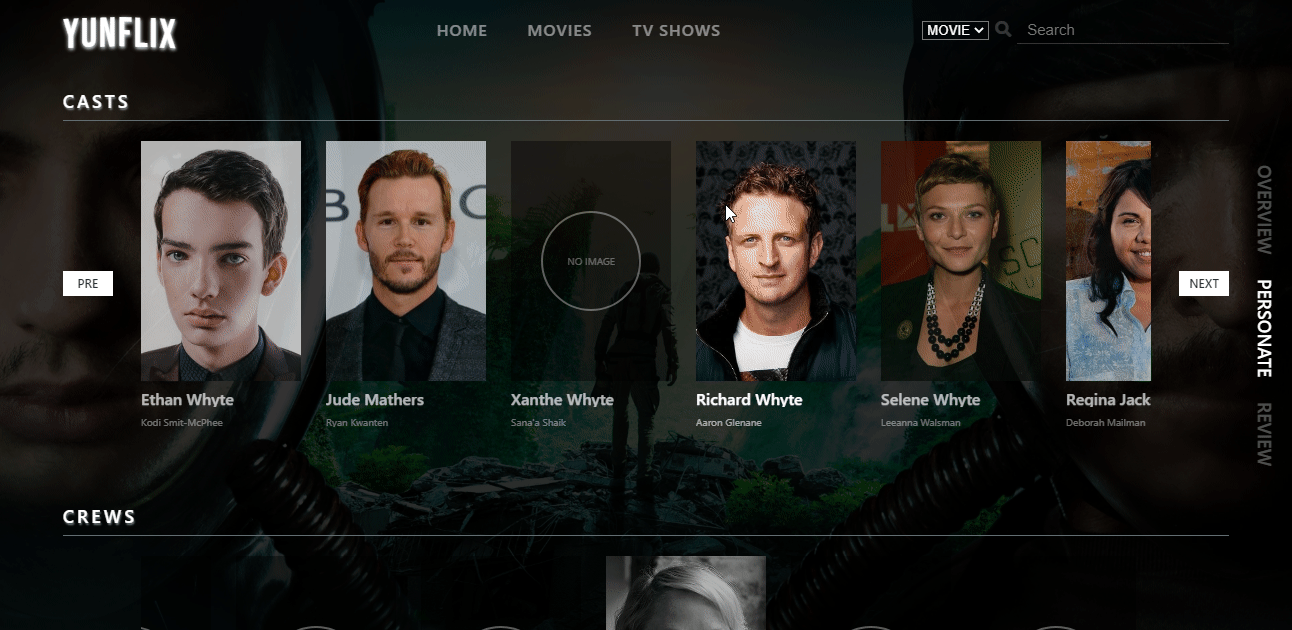 YUNFLIX
HOME MOVIES TV SHOWS
MOVIE
Search
CASTS
PRE
NO IMAGE
NEXT
Ethan Whyte
Kodi Smit-McPhee
Jude Mathers
Ryan Kwanten
Xanthe Whyte
Sana'a Shaik
Richard Whyte
Aaron Glenane
Selene Whyte
Leeanna Walsman
Regina Jack
Deborah Mailman
OVERVIEW
PERSONATE
REVIEW
CREWS